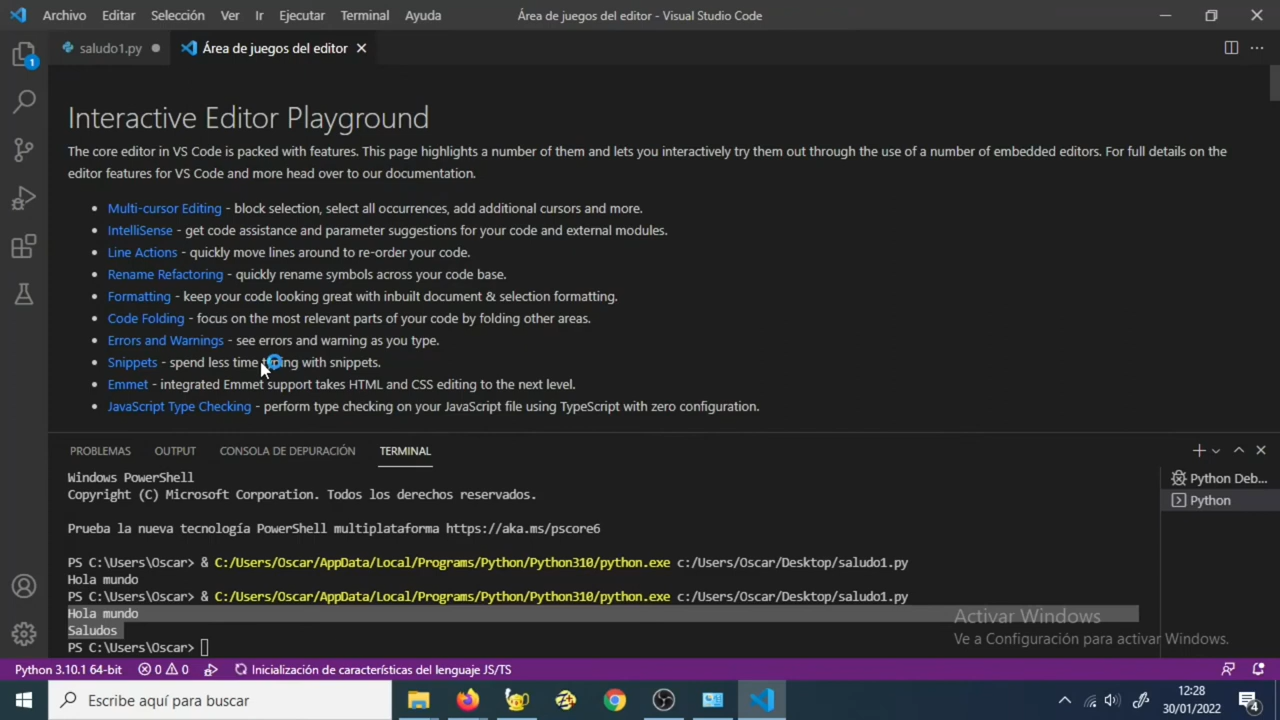 Archivo Editar Selección Ver Ir Ejecutar Terminal Ayuda Área de juegos del editor - Visual Studio Code
saludo1.py Área de juegos del editor
1
Interactive Editor Playground
The core editor in VS Code is packed with features. This page highlights a number of them and lets you interactively try them out through the use of a number of embedded editors. For full details on the
editor features for VS Code and more head over to our documentation.
• Multi-cursor Editing - block selection, select all occurrences, add additional cursors and more.
• IntelliSense - get code assistance and parameter suggestions for your code and external modules.
• Line Actions - quickly move lines around to re-order your code.
• Rename Refactoring - quickly rename symbols across your code base.
• Formatting - keep your code looking great with inbuilt document & selection formatting.
• Code Folding - focus on the most relevant parts of your code by folding other areas.
• Errors and Warnings - see errors and warning as you type.
• Snippets - spend less time typing with snippets.
• Emmet - integrated Emmet support takes HTML and CSS editing to the next level.
• JavaScript Type Checking - perform type checking on your JavaScript file using TypeScript with zero configuration.
PROBLEMAS OUTPUT CONSOLA DE DEPURACIÓN TERMINAL
Windows PowerShell
Copyright (C) Microsoft Corporation. Todos los derechos reservados.
Prueba la nueva tecnología PowerShell multiplataforma https://aka.ms/pscore6
PS C:\Users\Oscar> & C:/Users/Oscar/AppData/Local/Programs/Python/Python310/python.exe c:/Users/Oscar/Desktop/saludo1.py
Hola mundo
PS C:\Users\Oscar> & C:/Users/Oscar/AppData/Local/Programs/Python/Python310/python.exe c:/Users/Oscar/Desktop/saludo1.py
Hola mundo
Saludos
PS C:\Users\Oscar>
Python Deb...
Python
Activar Windows
Ve a Configuración para activar Windows.
Python 3.10.1 64-bit 0 0 Inicialización de características del lenguaje JS/TS
Escribe aquí para buscar
12:28
30/01/2022
4